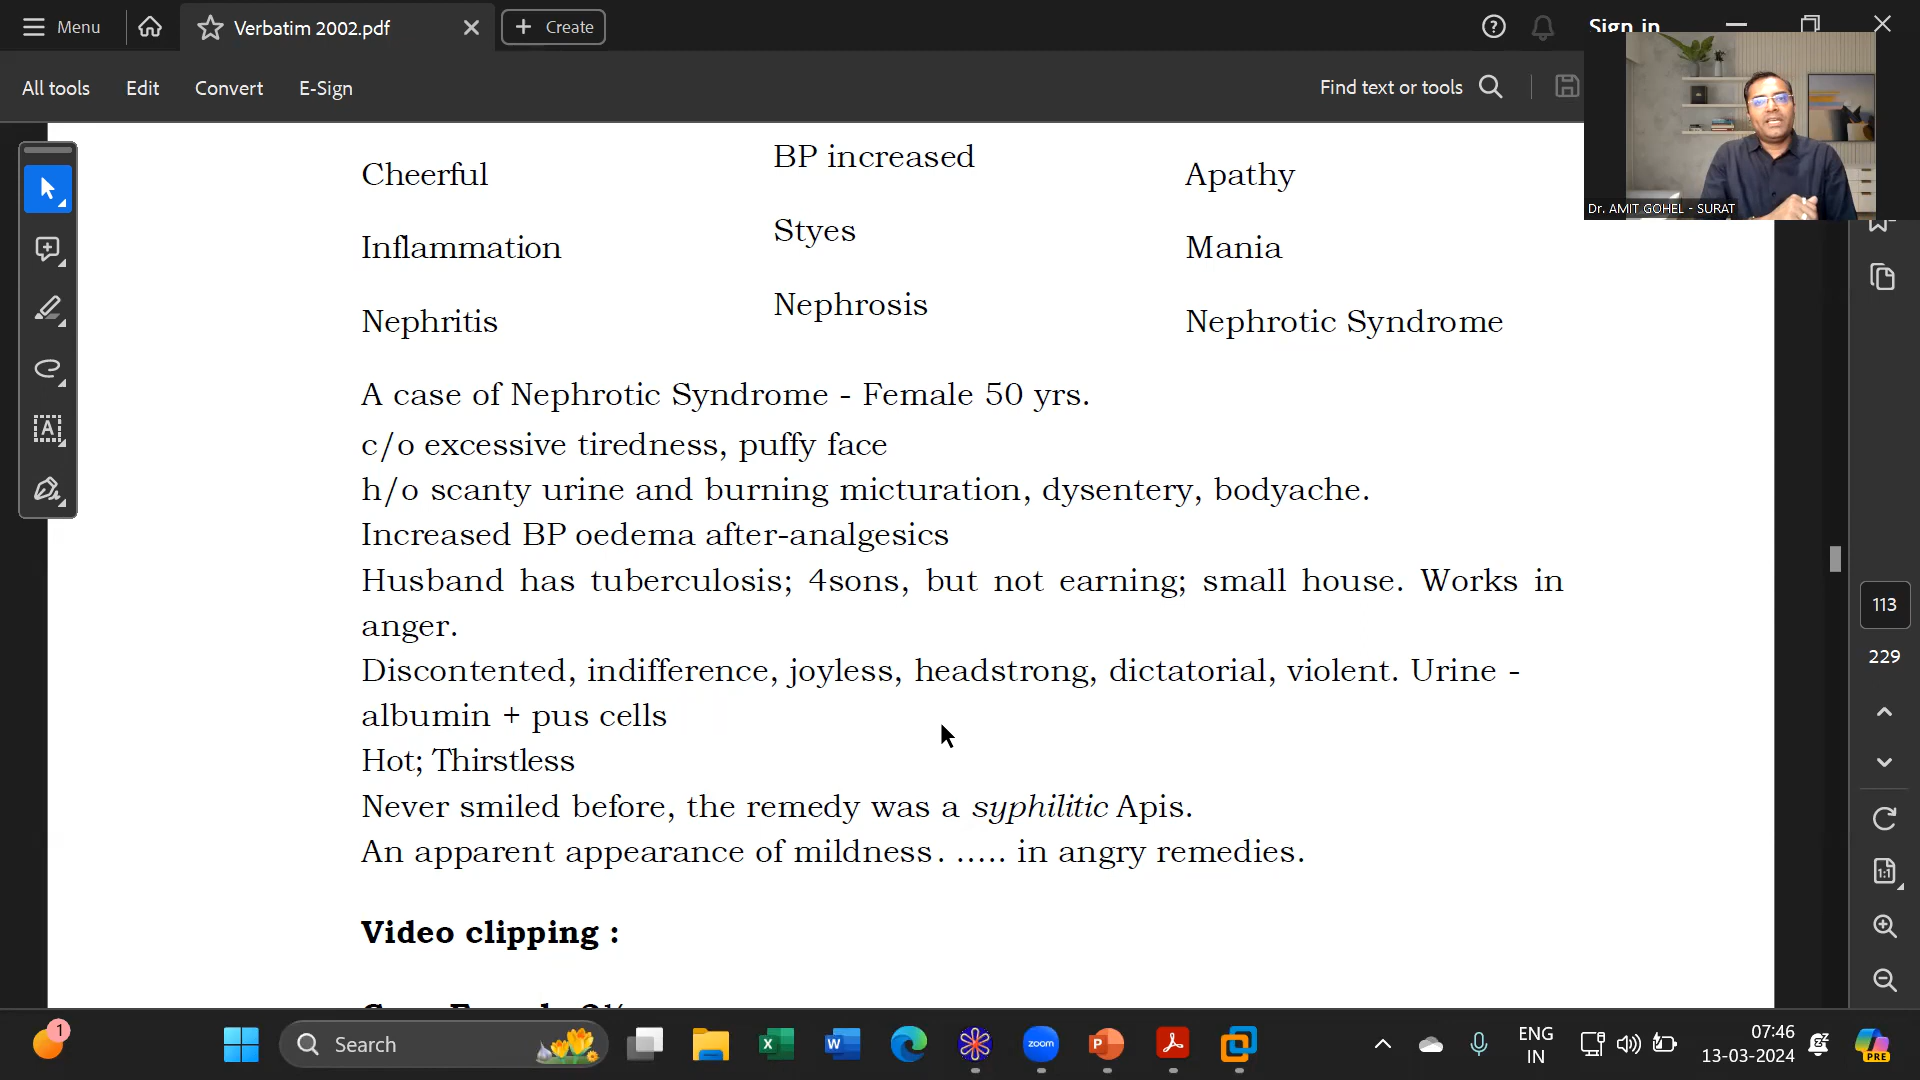 Menu
Verbatim 2002.pdf
Create
Sign in
All tools
Edit
Convert
E-Sign
Find text or tools
Dr. AMIT GOHEL - SURAT
Cheerful BP increased Apathy
Inflammation Styes Mania
Nephritis Nephrosis Nephrotic Syndrome
A case of Nephrotic Syndrome - Female 50 yrs.
c/o excessive tiredness, puffy face
h/o scanty urine and burning micturation, dysentery, bodyache.
Increased BP oedema after-analgesics
Husband has tuberculosis; 4sons, but not earning; small house. Works in
anger.
Discontented, indifference, joyless, headstrong, dictatorial, violent. Urine -
albumin + pus cells
Hot; Thirstless
Never smiled before, the remedy was a syphilitic Apis.
An apparent appearance of mildness. ..... in angry remedies.
Video clipping :
113
229
1:1
1
Search
zoom
ENG
IN
07:46
13-03-2024
PRE